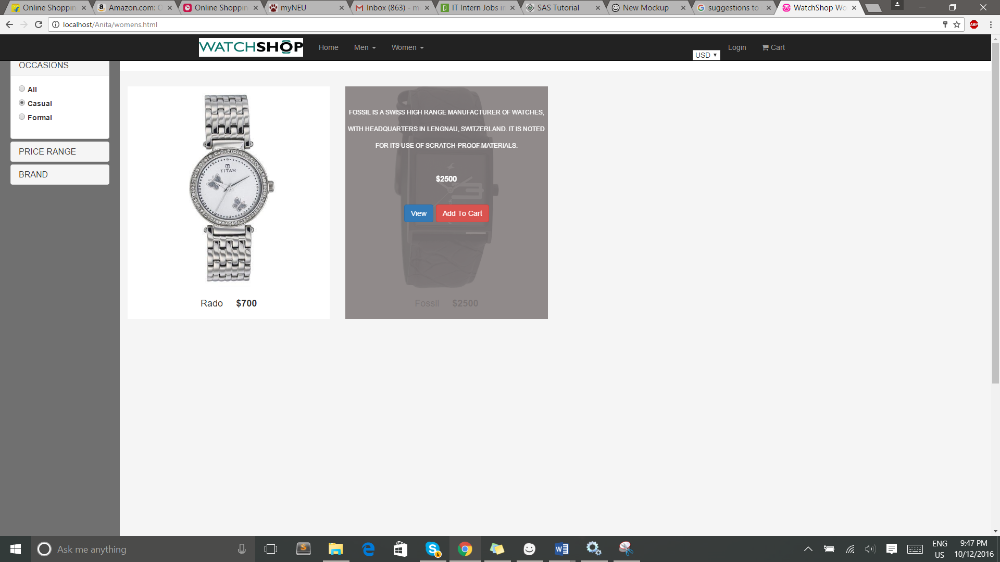 Online Shoppin
Amazon.com: O
Online Shoppin
myNEU
Inbox (863) - m
IT Intern Jobs in
SAS Tutorial
New Mockup
suggestions to
WatchShop Wo
localhost/Anita/womens.html
ABP
WATCHSHOP
Home
Men
Women
USD
Login
Cart
OCCASIONS
All
Casual
Formal
PRICE RANGE
BRAND
TITAN
Rado $700
FOSSIL IS A SWISS HIGH RANGE MANUFACTURER OF WATCHES,
WITH HEADQUARTERS IN LENGNAU, SWITZERLAND. IT IS NOTED
FOR ITS USE OF SCRATCH-PROOF MATERIALS.
$2500
View
Add To Cart
Fossil $2500
Ask me anything
6
ENG
US
9:47 PM
10/12/2016